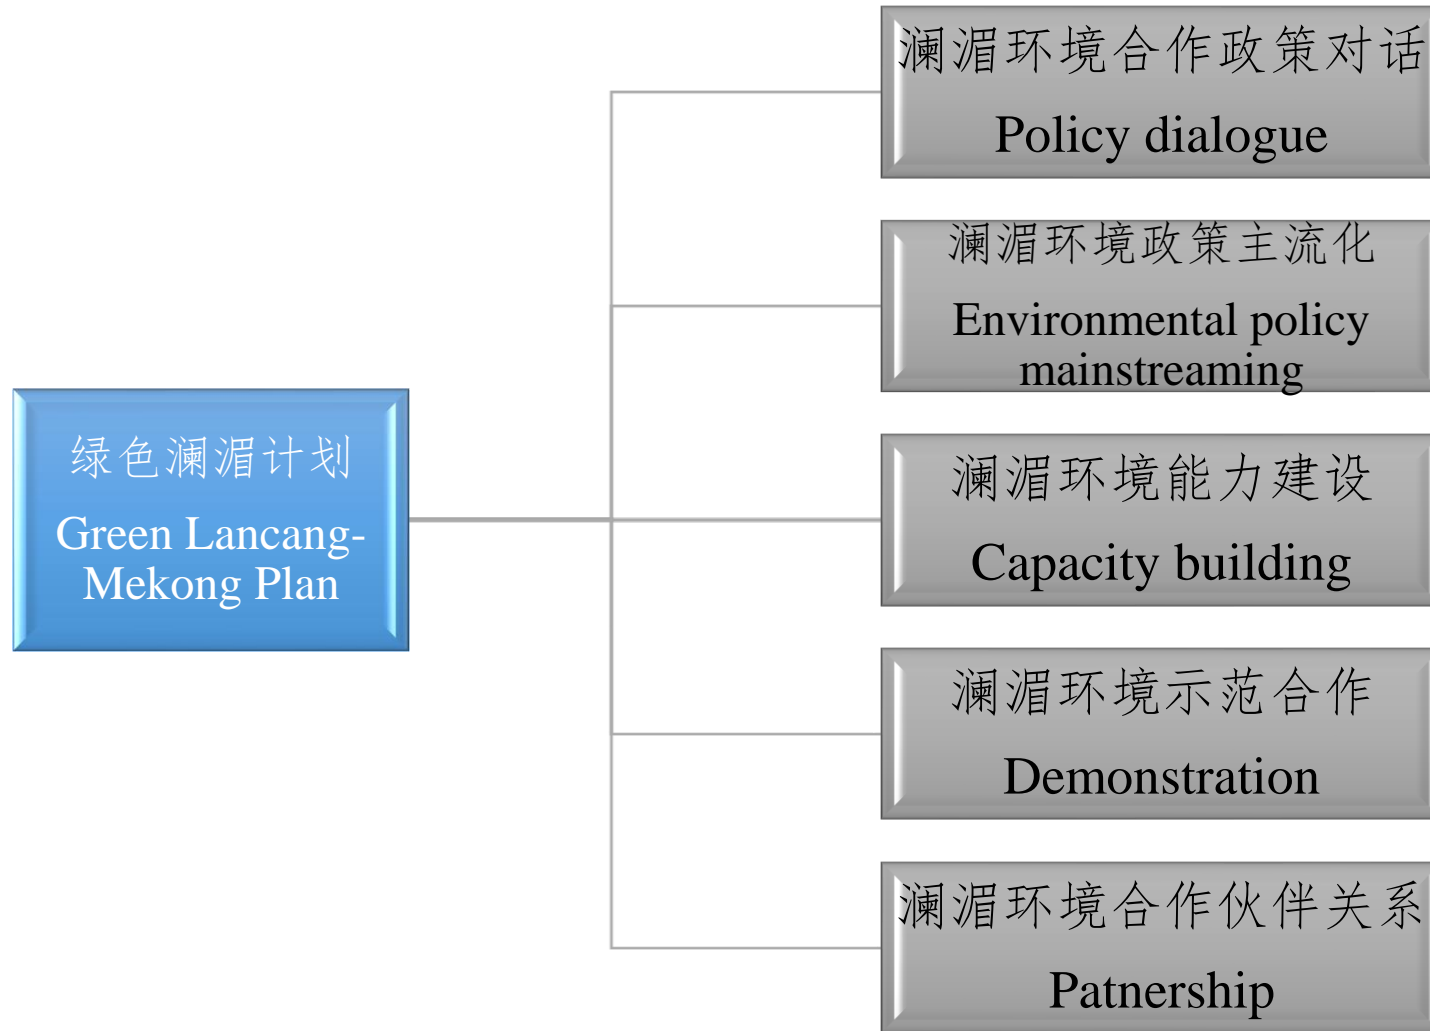 澜湄环境合作政策对话
Policy dialogue
澜湄环境政策主流化
Environmental policy
mainstreaming
绿色澜湄计划
Green Lancang-
Mekong Plan
澜湄环境能力建设
Capacity building
澜湄环境示范合作
Demonstration
澜湄环境合作伙伴关系
Patnership